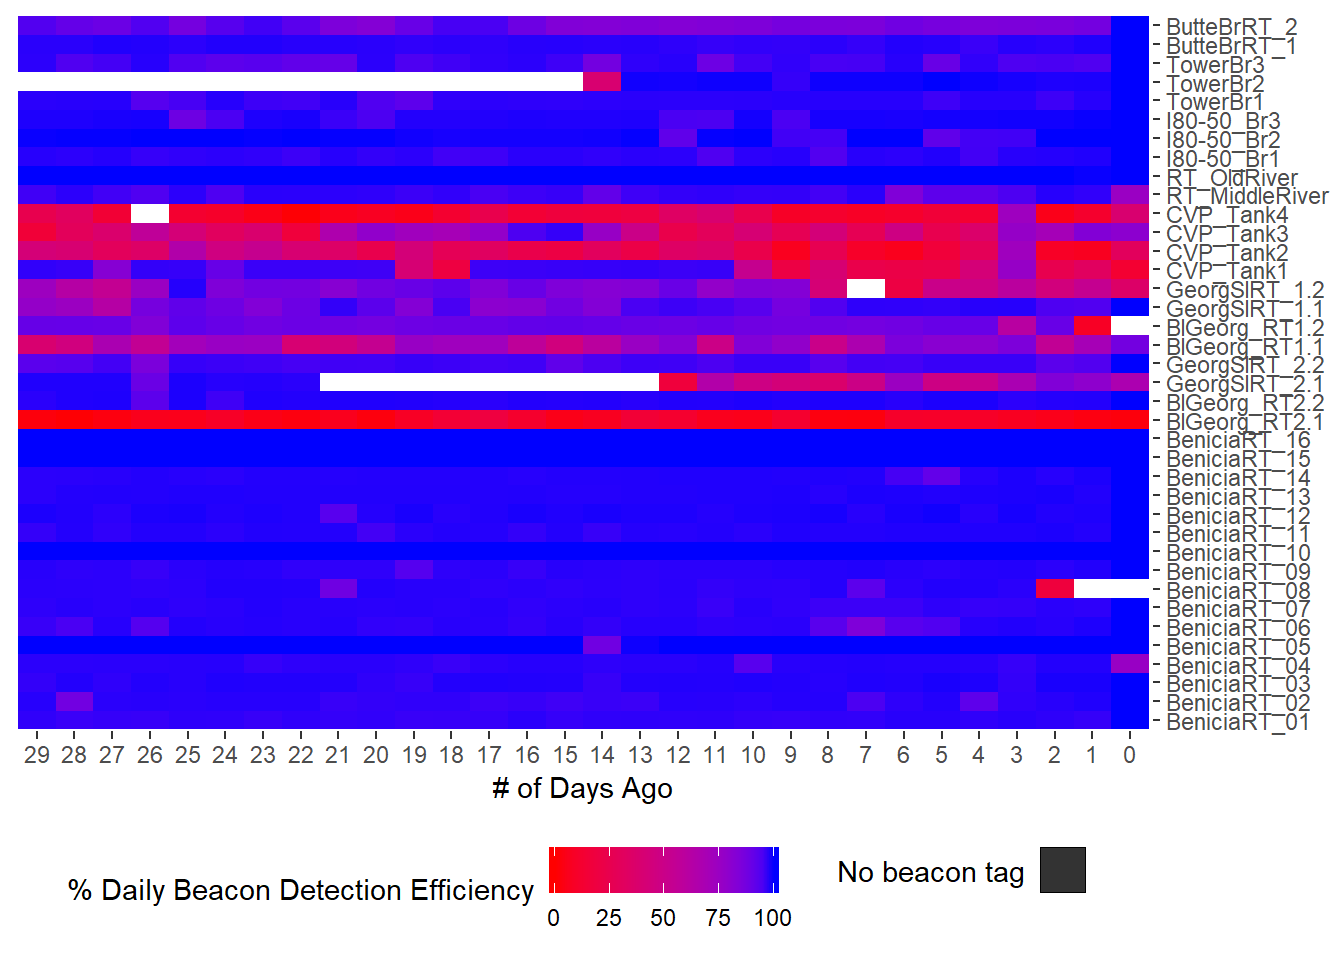 ButteBrRT_2
ButteBrRT_1
TowerBr3
TowerBr2
TowerBr1
I80-50_Br3
I80-50_Br2
I80-50_Br1
RT_OldRiver
RT_MiddleRiver
CVP_Tank4
CVP_Tank3
CVP_Tank2
CVP_Tank1
GeorgSlRT_1.2
GeorgSlRT_1.1
BlGeorg_RT1.2
BlGeorg_RT1.1
GeorgSlRT_2.2
GeorgSlRT_2.1
BlGeorg_RT2.2
BlGeorg_RT2.1
BeniciaRT_16
BeniciaRT_15
BeniciaRT_14
BeniciaRT_13
BeniciaRT_12
BeniciaRT_11
BeniciaRT_10
BeniciaRT_09
BeniciaRT_08
BeniciaRT_07
BeniciaRT_06
BeniciaRT_05
BeniciaRT_04
BeniciaRT_03
BeniciaRT_02
BeniciaRT_01
29 28 27 26 25 24 23 22 21 20 19 18 17 16 15 14 13 12 11 10 9 8 7 6 5 4 3 2 1 0
# of Days Ago
% Daily Beacon Detection Efficiency
0 25 50 75 100
No beacon tag